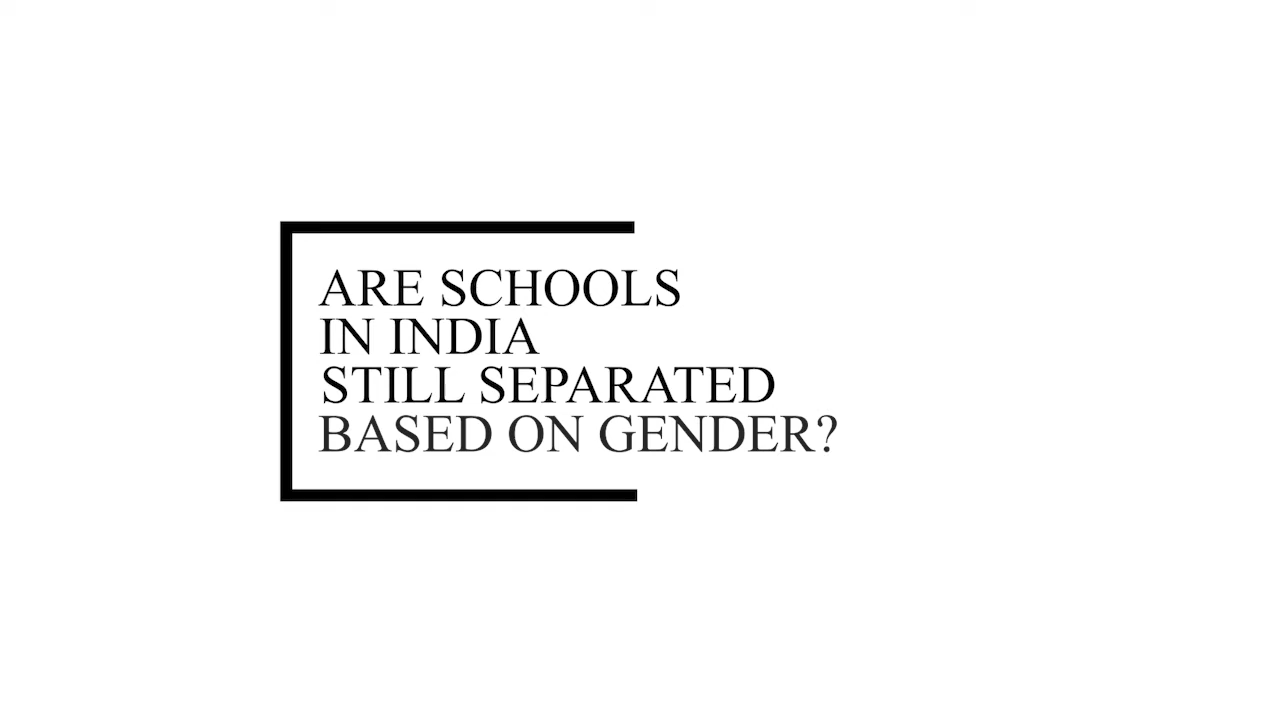 ARE SCHOOLS
IN INDIA
STILL SEPARATED
BASED ON GENDER?